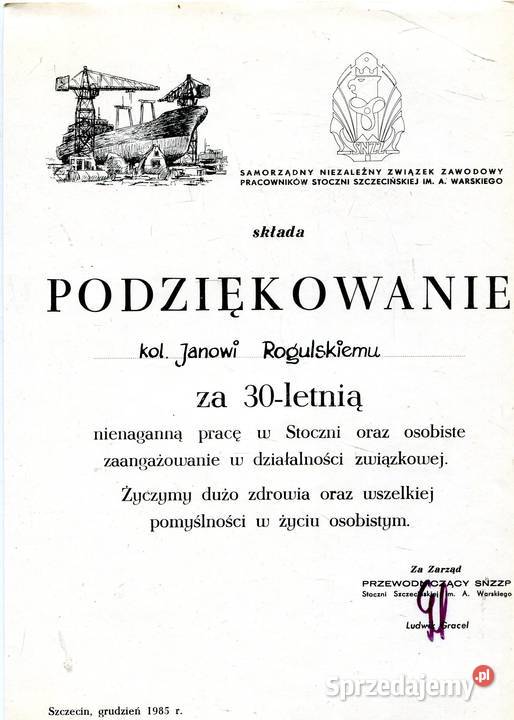 SNZZ
SAMORZĄDNY NIEZALEŻNY ZWIĄZEK ZAWODOWY
PRACOWNIKÓW STOCZNI SZCZECIŃSKIEJ IM. A. WARSKIEGO
składa
PODZIĘKOWANIE
kol. Janowi Rogulskiemu
za 30-letnią
nienaganną pracę w Stoczni oraz osobiste
zaangażowanie w działalności związkowej.
Życzymy dużo zdrowia oraz wszelkiej
pomyślności w życiu osobistym.
Za Zarząd
PRZEWODNICZĄCY SNZZP
Stoczni Szczecińskiej im. A. Warskiego
Ludwik Gracel
Szczecin, grudzień 1985 r.
Sprzedajemy.pl